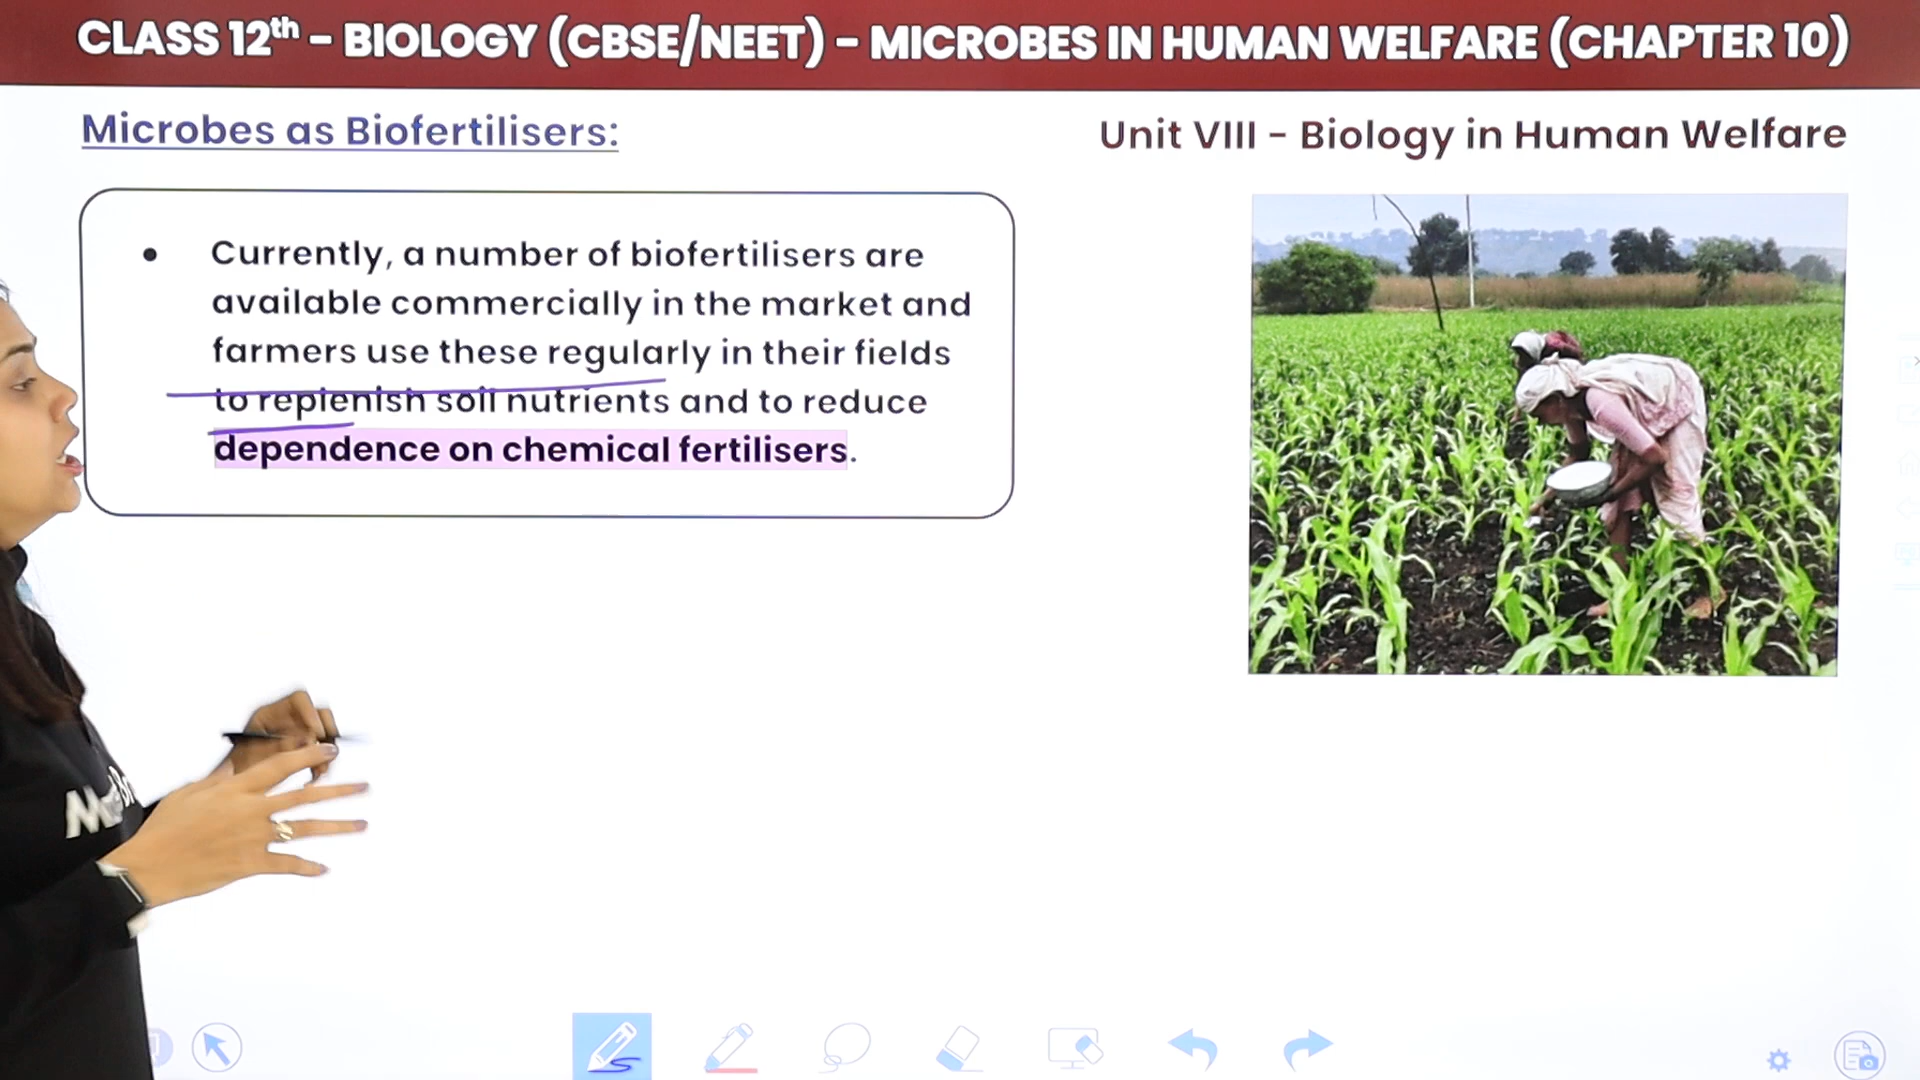 CLASS 12th – BIOLOGY (CBSE/NEET) – MICROBES IN HUMAN WELFARE (CHAPTER 10)
Microbes as Biofertilisers:
Unit VIII – Biology in Human Welfare
• Currently, a number of biofertilisers are
available commercially in the market and
farmers use these regularly in their fields
to replenish soil nutrients and to reduce
dependence on chemical fertilisers.